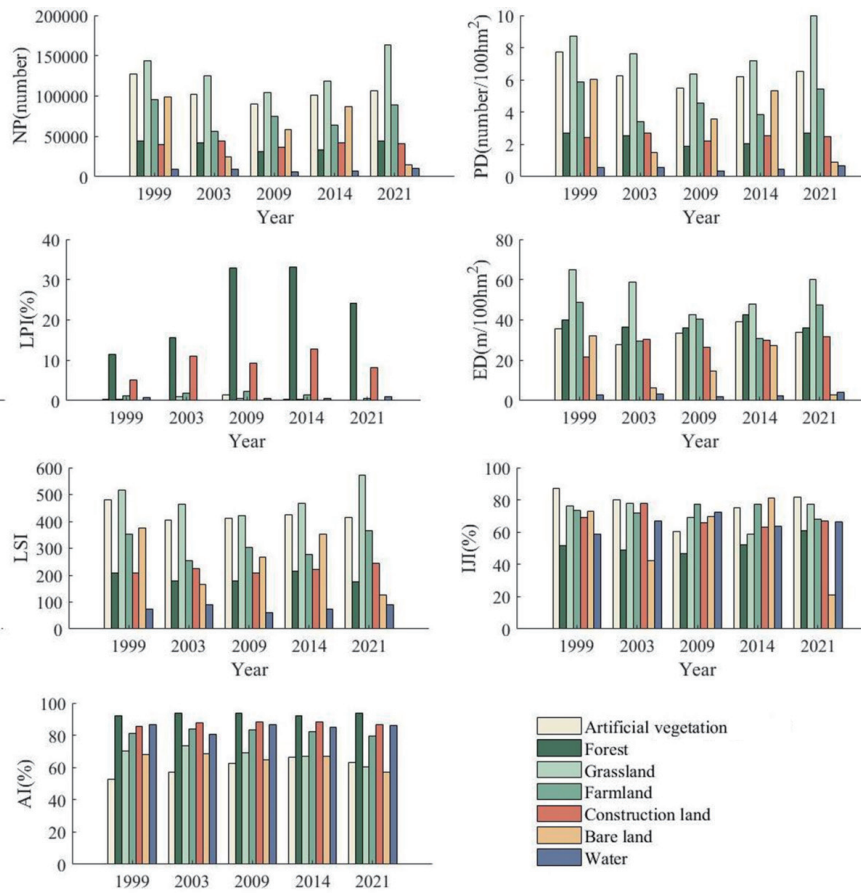 NP(number)
200000
150000
100000
50000
0
1999 2003 2009 2014 2021
Year
PD(number/100hm²)
10
8
6
4
2
0
1999 2003 2009 2014 2021
Year
LPI(%)
40
30
20
10
0
1999 2003 2009 2014 2021
Year
ED(m/100hm²)
80
60
40
20
0
1999 2003 2009 2014 2021
Year
LSI
600
500
400
300
200
100
0
1999 2003 2009 2014 2021
Year
IJI(%)
100
80
60
40
20
0
1999 2003 2009 2014 2021
Year
AI(%)
100
80
60
40
20
0
1999 2003 2009 2014 2021
Artificial vegetation
Forest
Grassland
Farmland
Construction land
Bare land
Water